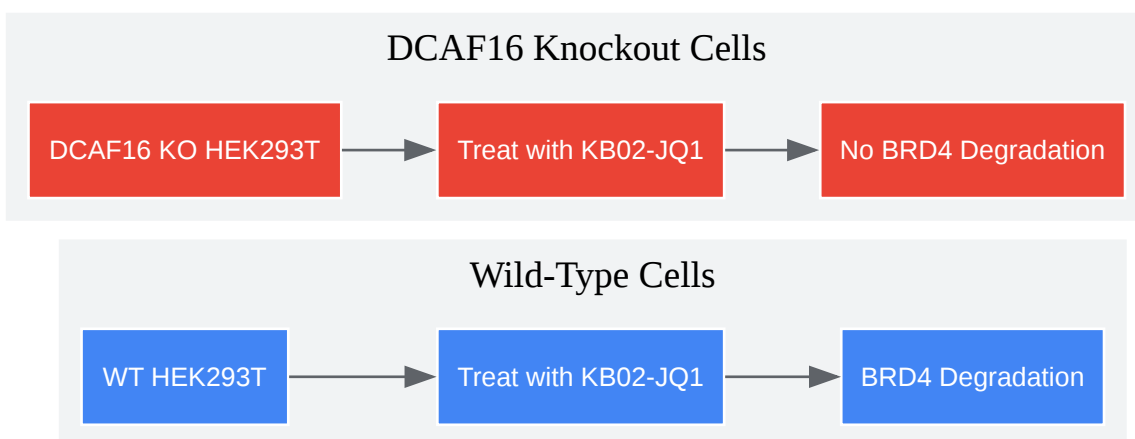 DCAF16 Knockout Cells
DCAF16 KO HEK293T
Treat with KB02-JQ1
No BRD4 Degradation
Wild-Type Cells
WT HEK293T
Treat with KB02-JQ1
BRD4 Degradation